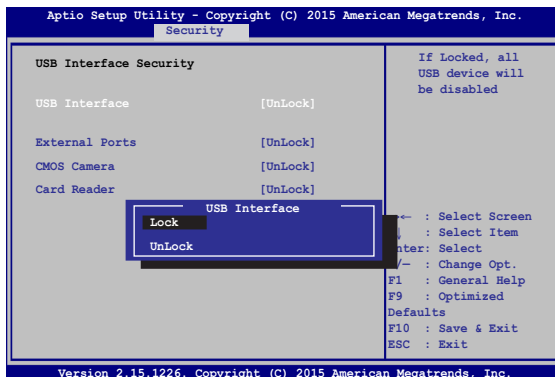 Aptio Setup Utility - Copyright (C) 2015 American Megatrends, Inc.
Security
USB Interface Security
USB Interface [UnLock]
External Ports [UnLock]
CMOS Camera [UnLock]
Card Reader [UnLock]
USB Interface
Lock
UnLock
If Locked, all
USB device will
be disabled
: Select Screen
: Select Item
nter: Select
/— : Change Opt.
F1 : General Help
F9 : Optimized
Defaults
F10 : Save & Exit
ESC : Exit
Version 2.15.1226. Copyright (C) 2015 American Megatrends, Inc.